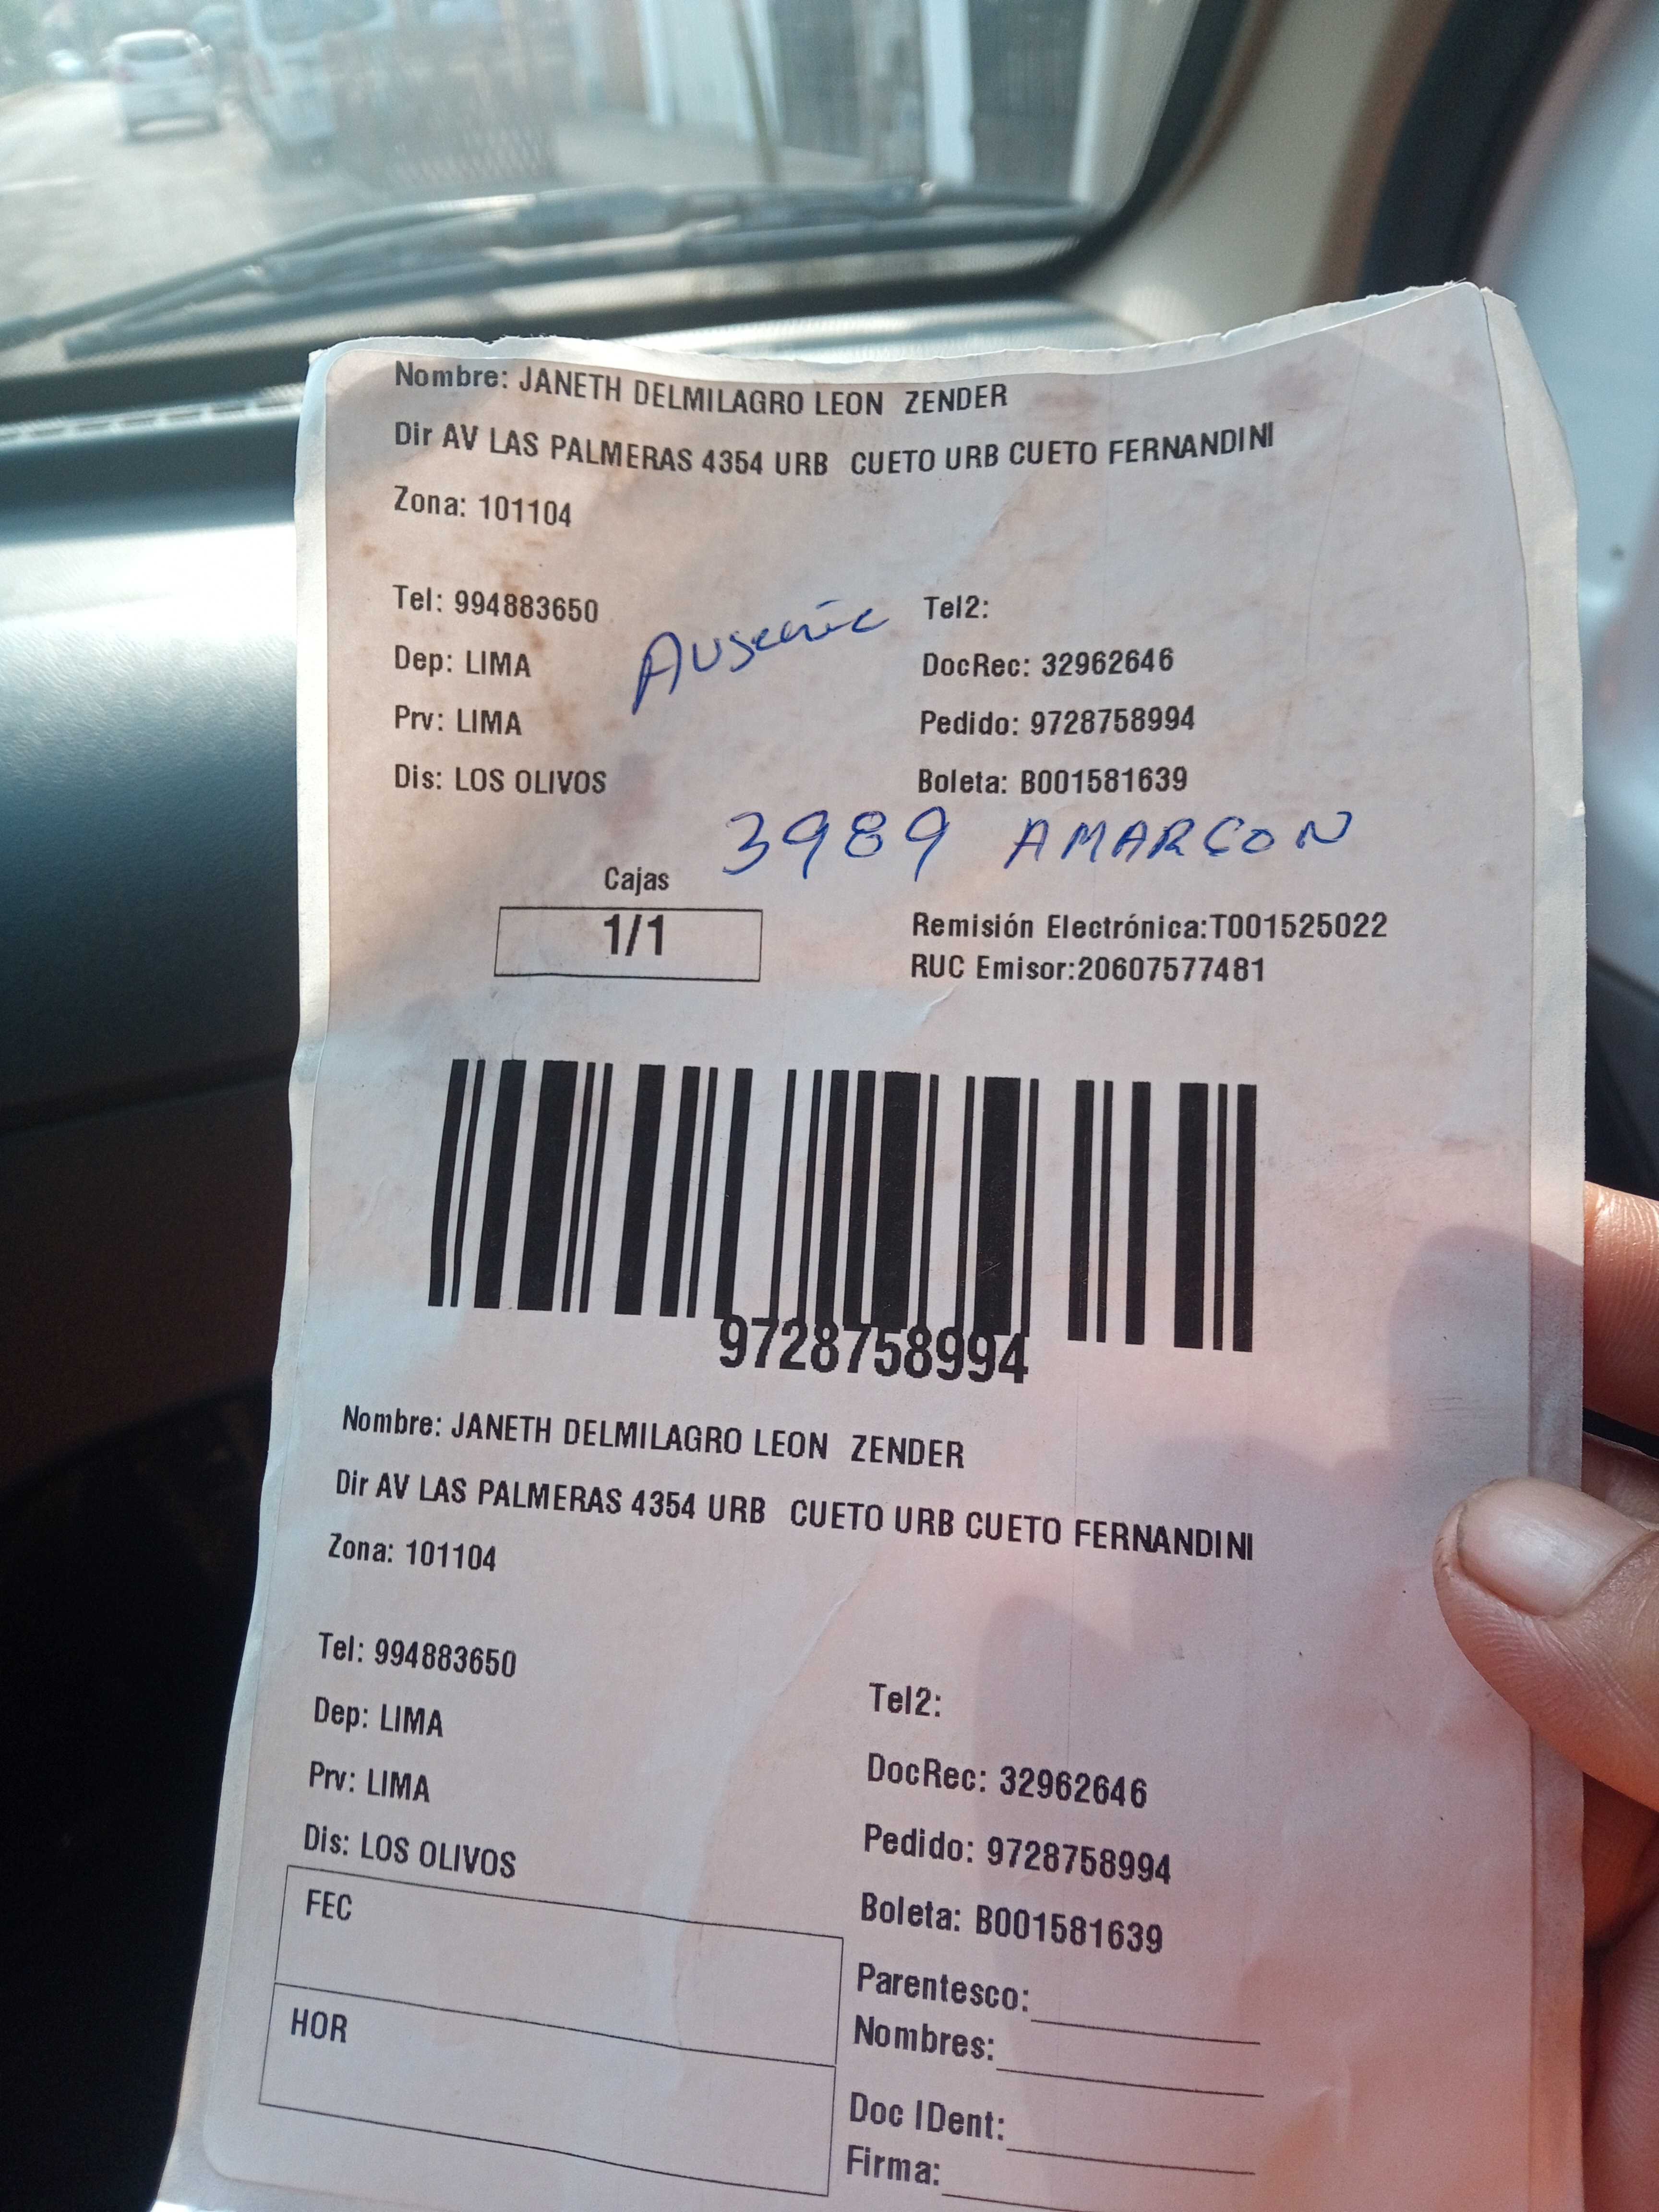 Nombre: JANETH DELMILAGRO LEON ZENDER
Dir AV LAS PALMERAS 4354 URB CUETO URB CUETO FERNANDINI
Zona: 101104
Tel: 994883650
Ausente
Tel2:
Dep: LIMA
DocRec: 32962646
Prv: LIMA
Pedido: 9728758994
Dis: LOS OLIVOS
Boleta: B001581639
3989 AMARCON
Cajas
1/1
Remisión Electrónica:T001525022
RUC Emisor:20607577481
9728758994
Nombre: JANETH DELMILAGRO LEON ZENDER
Dir AV LAS PALMERAS 4354 URB CUETO URB CUETO FERNANDINI
Zona: 101104
Tel: 994883650
Tel2:
Dep: LIMA
DocRec: 32962646
Prv: LIMA
Pedido: 9728758994
Dis: LOS OLIVOS
Boleta: B001581639
FEC
Parentesco:
HOR
Nombres:
Doc IDent:
Firma: